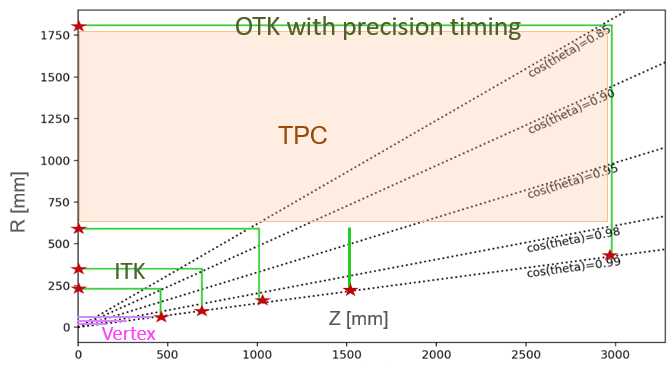 OTK with precision timing
1750
1500
1250
1000
750
500
250
0
R [mm]
TPC
ITK
Vertex
cos(theta)=0.85
cos(theta)=0.90
cos(theta)=0.95
cos(theta)=0.98
cos(theta)=0.99
Z [mm]
0
500
1000
1500
2000
2500
3000